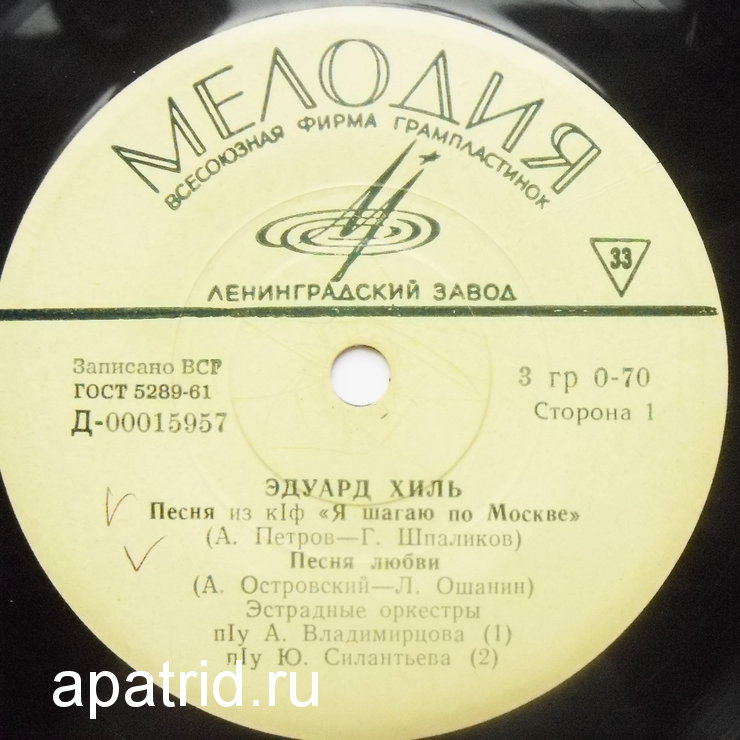 МЕЛОДИЯ
ВСЕСОЮЗНАЯ ФИРМА ГРАМПЛАСТИНОК
33
ЛЕНИНГРАДСКИЙ ЗАВОД
Записано ВСГ
ГОСТ 5289-61
Д-00015957
3 гр 0-70
Сторона 1
ЭДУАРД ХИЛЬ
Песня из к|ф «Я шагаю по Москве»
(А. Петров—Г. Шпаликов)
Песня любви
(А. Островский—Л. Ошанин)
Эстрадные оркестры
п|у А. Владимирцова (1)
п|у Ю. Силантьева (2)
apatrid.ru